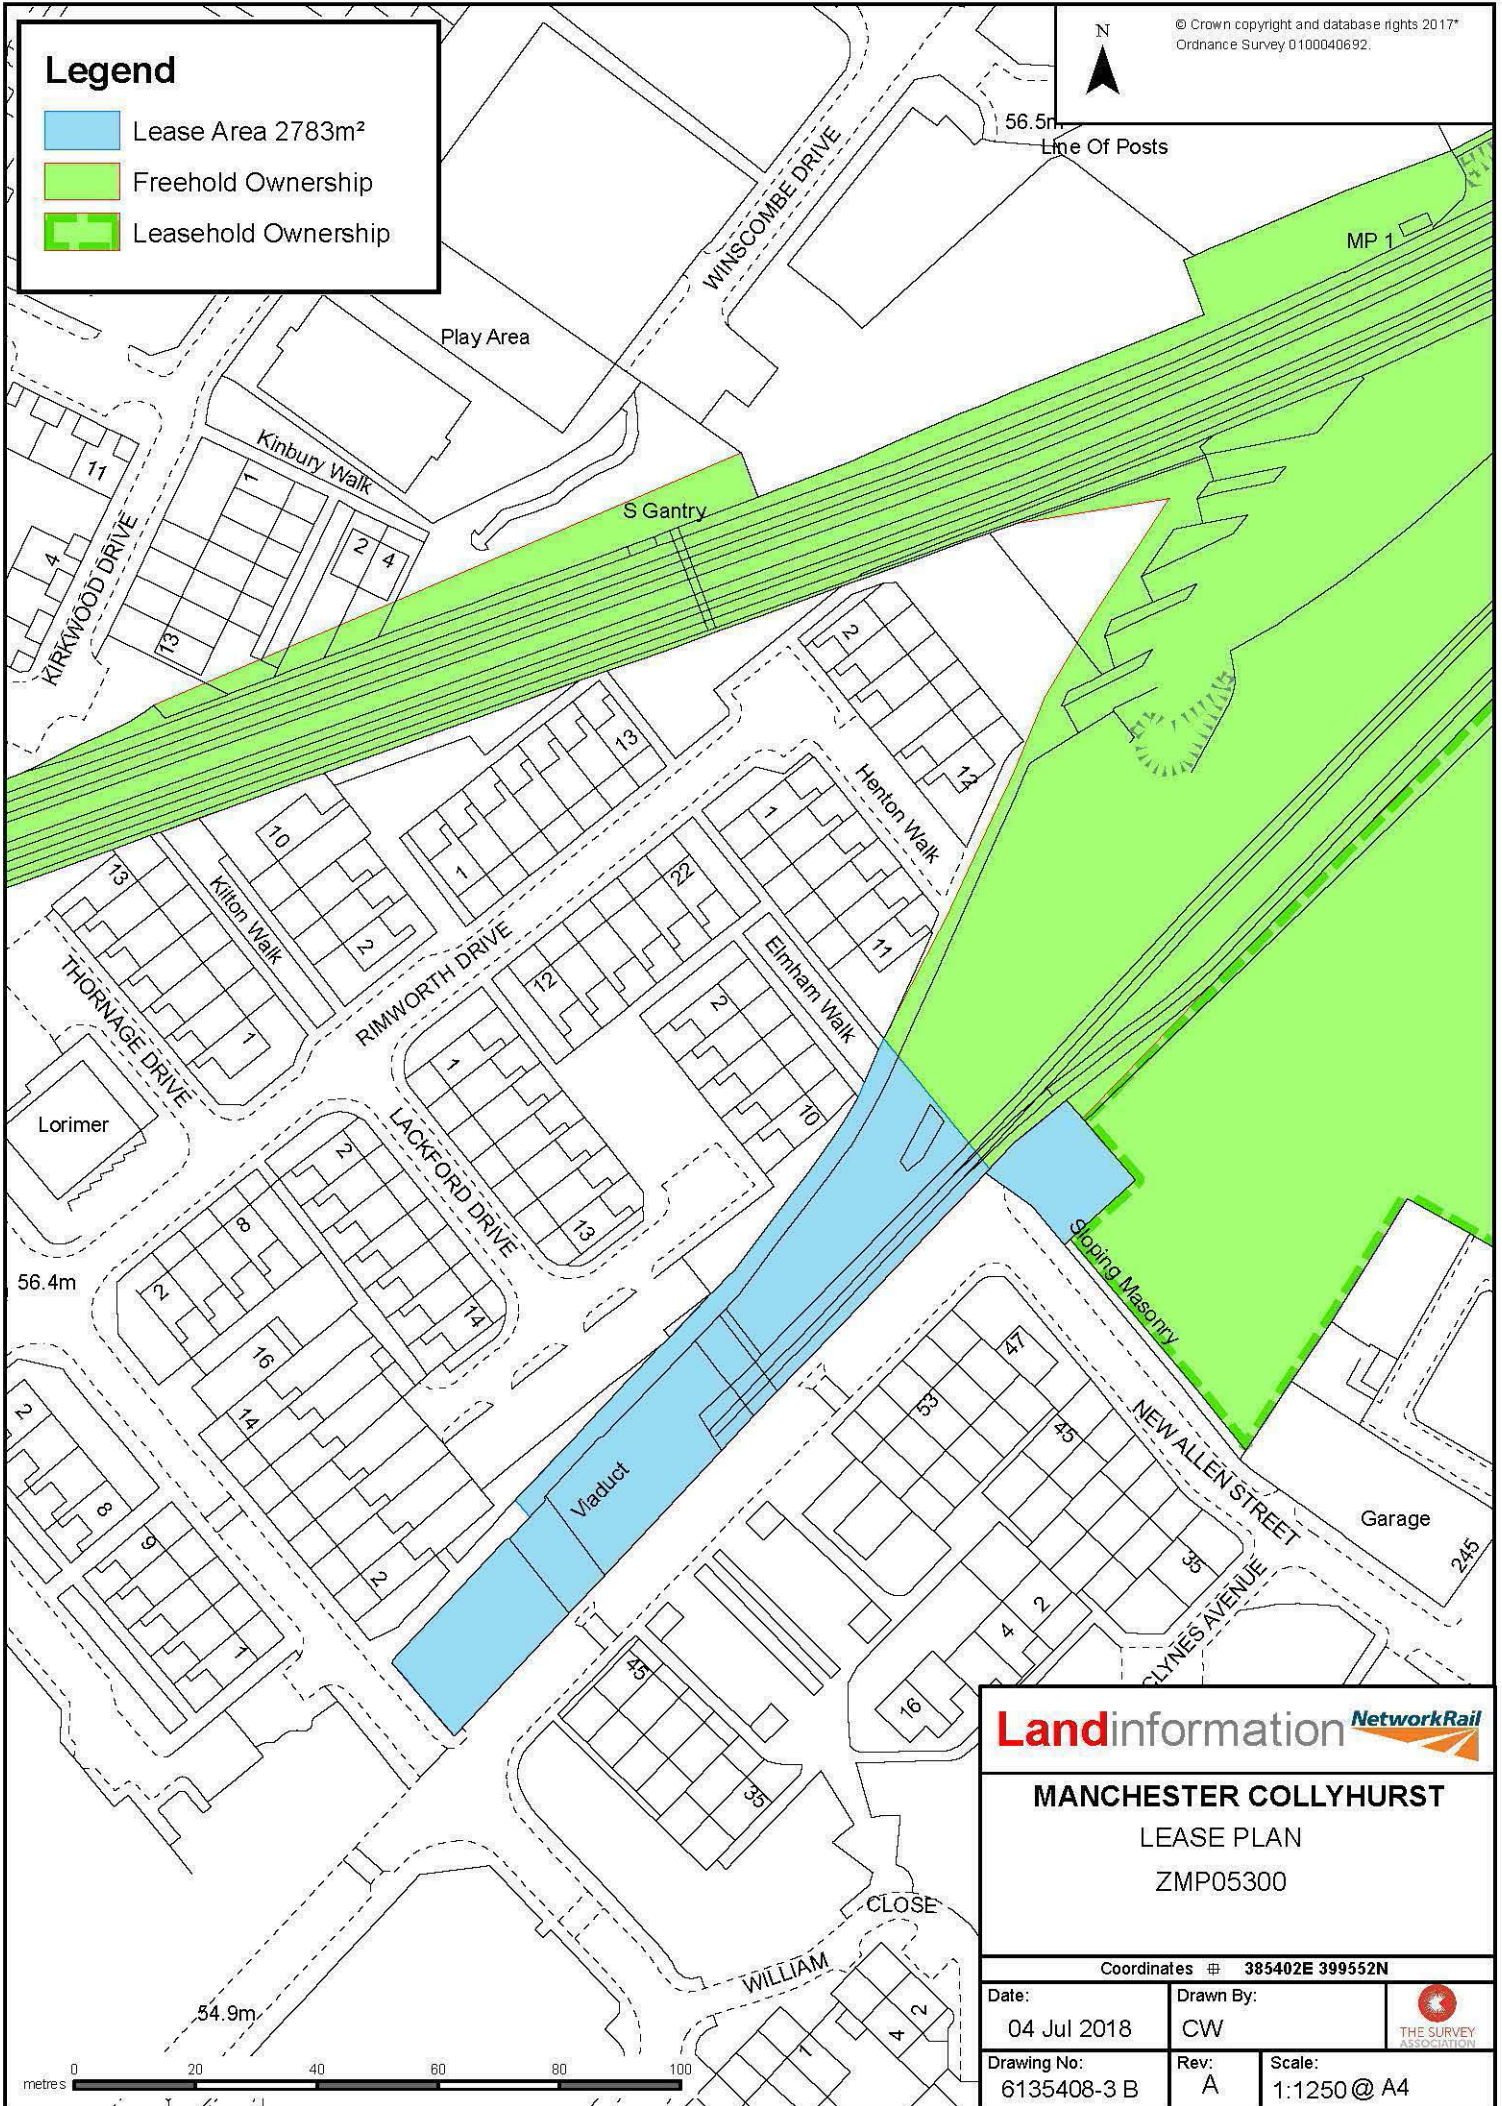 Legend
Lease Area 2783m²
Freehold Ownership
Leasehold Ownership
N
© Crown copyright and database rights 2017*
Ordnance Survey 0100040692.
56.5m
Line Of Posts
WINSCOMBE DRIVE
MP 1
Play Area
Kinbury Walk
11
1
S Gantry
2
4
4
KIRKWOOD DRIVE
13
2
13
12
Henton Walk
10
1
1
13
Kilton Walk
22
2
11
RIMWORTH DRIVE
12
Elmham Walk
THORNAGE DRIVE
2
1
1
10
Lorimer
LACKFORD DRIVE
2
8
13
Sloping Masonry
56.4m
2
14
16
47
53
14
45
NEW ALLEN STREET
2
Viaduct
8
9
Garage
245
35
2
CLYNES AVENUE
2
4
1
45
16
35
CLOSE
WILLIAM
54.9m
2
4
1
0 20 40 60 80 100
metres
Landinformation NetworkRail
MANCHESTER COLLYHURST
LEASE PLAN
ZMP05300
Coordinates 385402E 399552N
Date:
04 Jul 2018
Drawn By:
CW
THE SURVEY
ASSOCIATION
Drawing No:
6135408-3 B
Rev:
A
Scale:
1:1250 @ A4